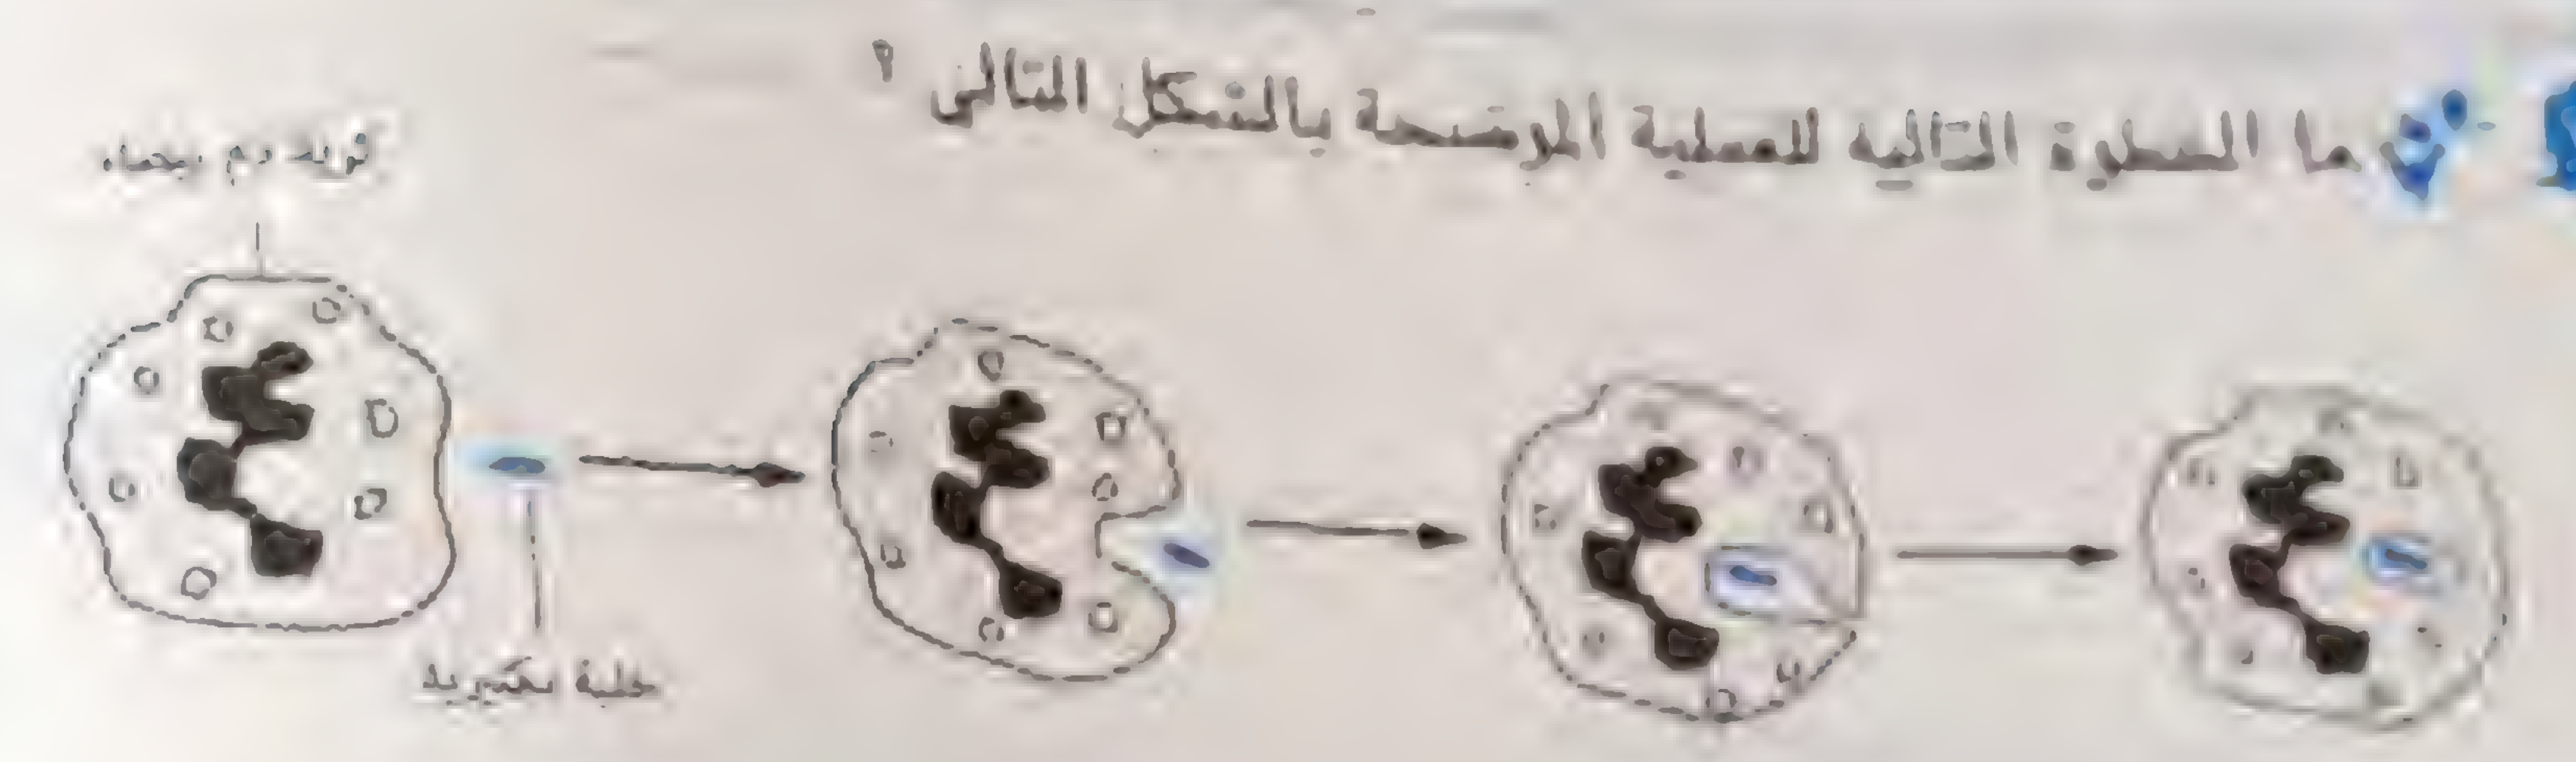 ما الخطوة التالية للعملية الموضحة بالشكل التالى ؟
كرية دم بيضاء
خلية بكتيرية